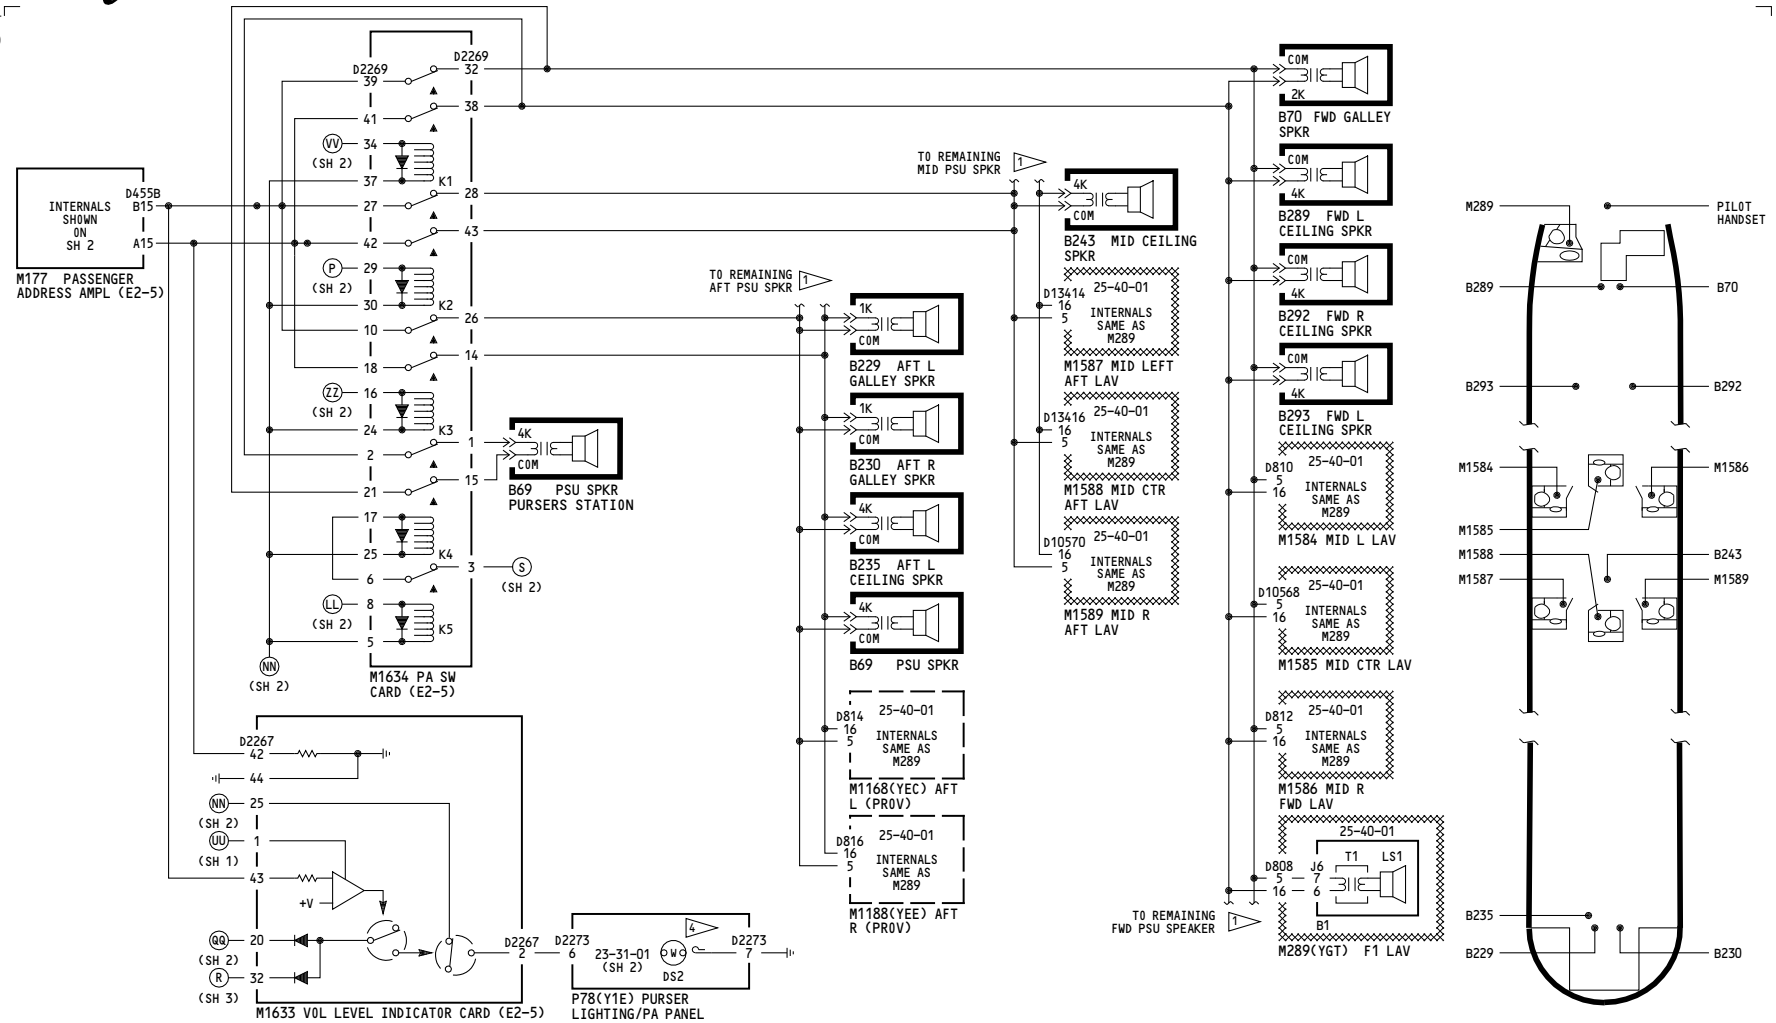 D2269
D2269
39
32
41
38
VV
34
(SH 2)
37
K1
27
28
42
43
P
29
(SH 2)
30
K2
10
26
18
14
ZZ
16
(SH 2)
24
K3
2
1
21
15
17
25
K4
6
3
S
(SH 2)
LL
8
(SH 2)
5
K5
NN
(SH 2)
M1634 PA SW
CARD (E2-5)
INTERNALS
SHOWN
ON
SH 2
D455B
B15
A15
M177 PASSENGER
ADDRESS AMPL (E2-5)
4K
COM
B69 PSU SPKR
PURSERS STATION
D2267
42
44
NN
25
(SH 2)
UU
1
(SH 1)
43
+V
QQ
20
(SH 2)
R
32
(SH 3)
D2267
2
M1633 VOL LEVEL INDICATOR CARD (E2-5)
D2273
6
23-31-01
(SH 2)
W
DS2
4
D2273
7
P78(Y1E) PURSER
LIGHTING/PA PANEL
TO REMAINING
AFT PSU SPKR
1
1K
COM
B229 AFT L
GALLEY SPKR
1K
COM
B230 AFT R
GALLEY SPKR
4K
COM
B235 AFT L
CEILING SPKR
4K
COM
B69 PSU SPKR
D814
16
5
25-40-01
INTERNALS
SAME AS
M289
M1168(YEC) AFT
L (PROV)
D816
16
5
25-40-01
INTERNALS
SAME AS
M289
M1188(YEE) AFT
R (PROV)
TO REMAINING
MID PSU SPKR
1
4K
COM
B243 MID CEILING
SPKR
D13414
16
5
25-40-01
INTERNALS
SAME AS
M289
M1587 MID LEFT
AFT LAV
D13416
16
5
25-40-01
INTERNALS
SAME AS
M289
M1588 MID CTR
AFT LAV
D10570
16
5
25-40-01
INTERNALS
SAME AS
M289
M1589 MID R
AFT LAV
COM
2K
B70 FWD GALLEY
SPKR
COM
4K
B289 FWD L
CEILING SPKR
COM
4K
B292 FWD R
CEILING SPKR
COM
4K
B293 FWD L
CEILING SPKR
D810
5
16
25-40-01
INTERNALS
SAME AS
M289
M1584 MID L LAV
D10568
5
16
25-40-01
INTERNALS
SAME AS
M289
M1585 MID CTR LAV
D812
5
16
25-40-01
INTERNALS
SAME AS
M289
M1586 MID R
FWD LAV
25-40-01
D808
5
16
J6
7
6
T1
LS1
B1
M289(YGT) F1 LAV
TO REMAINING
FWD PSU SPEAKER
1
M289
PILOT
HANDSET
B289
B70
B293
B292
M1584
M1586
M1585
M1588
B243
M1587
M1589
B235
B229
B230